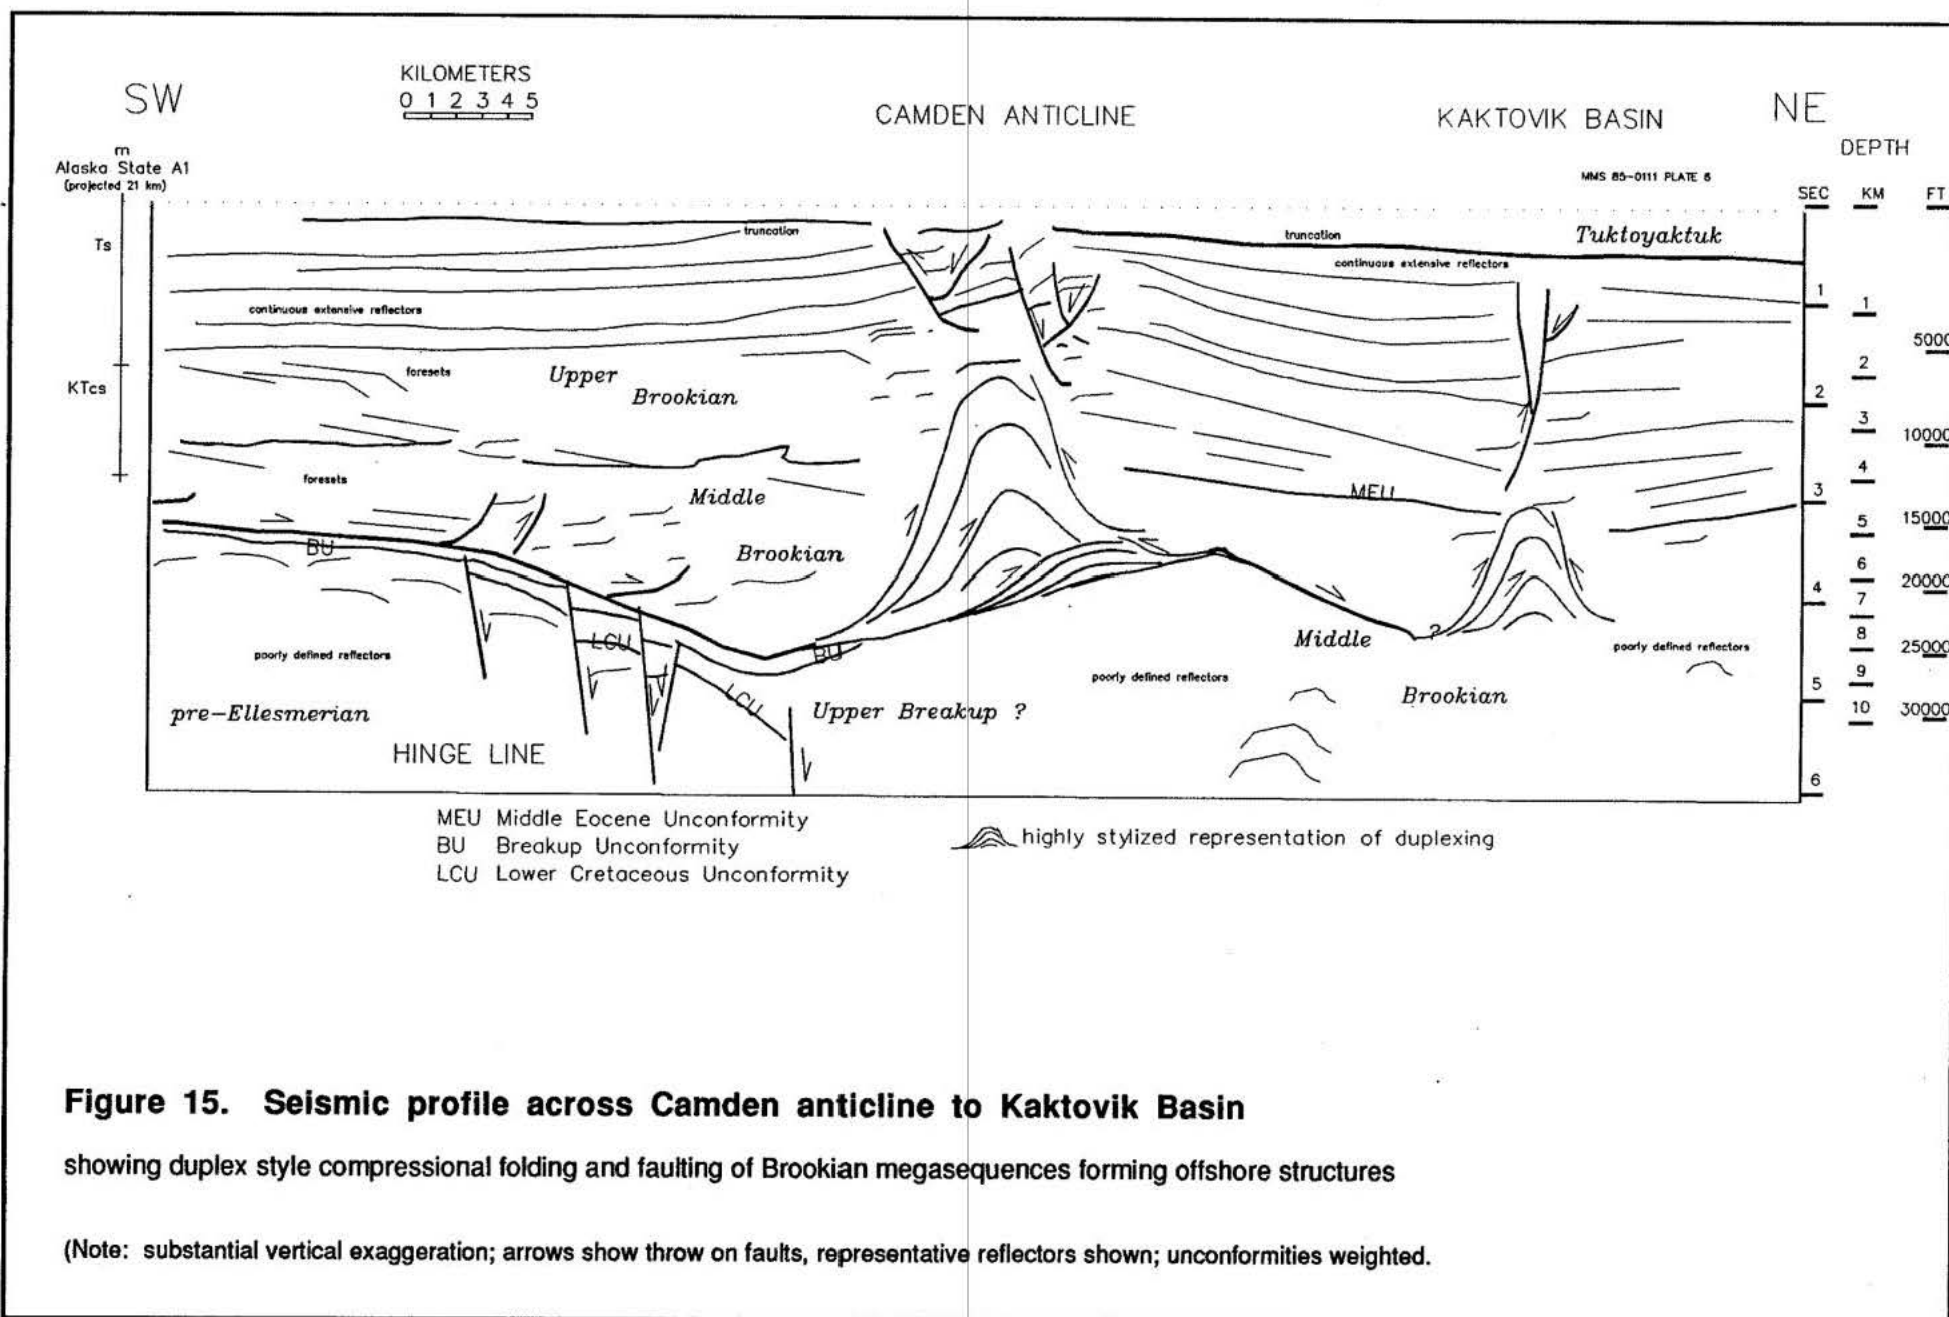 KILOMETERS
0 1 2 3 4 5
SW
CAMDEN ANTICLINE
KAKTOVIK BASIN
NE
DEPTH
m
Alaska State A1
(projected 21 km)
MMS 85-0111 PLATE 6
SEC KM FT
Ts
truncation
truncation
Tuktoyaktuk
continuous extensive reflectors
continuous extensive reflectors
1
1
5000
foresets
Upper
Brookian
KTcs
2
2
3
10000
4
foresets
Middle
MEU
3
5
15000
BU
Brookian
6
4
20000
7
LCU
BU
Middle
?
8
25000
poorly defined reflectors
poorly defined reflectors
poorly defined reflectors
9
5
LCU
Brookian
pre-Ellesmerian
Upper Breakup ?
10
30000
HINGE LINE
6
MEU Middle Eocene Unconformity
BU Breakup Unconformity
LCU Lower Cretaceous Unconformity
highly stylized representation of duplexing
Figure 15. Seismic profile across Camden anticline to Kaktovik Basin
showing duplex style compressional folding and faulting of Brookian megasequences forming offshore structures
(Note: substantial vertical exaggeration; arrows show throw on faults, representative reflectors shown; unconformities weighted.